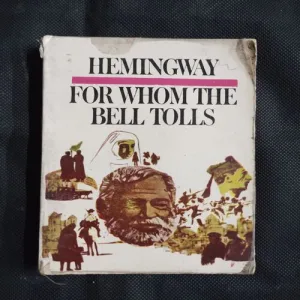 HEMINGWAY
FOR WHOM THE
BELL TOLLS